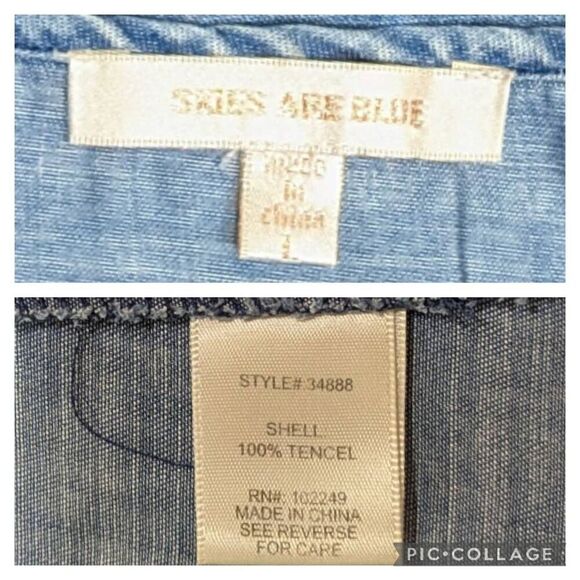 SKIES ARE BLUE
made
in
china
L
STYLE#: 34888
SHELL:
100% TENCEL
RN#: 102249
MADE IN CHINA
SEE REVERSE
FOR CARE
PIC•COLLAGE